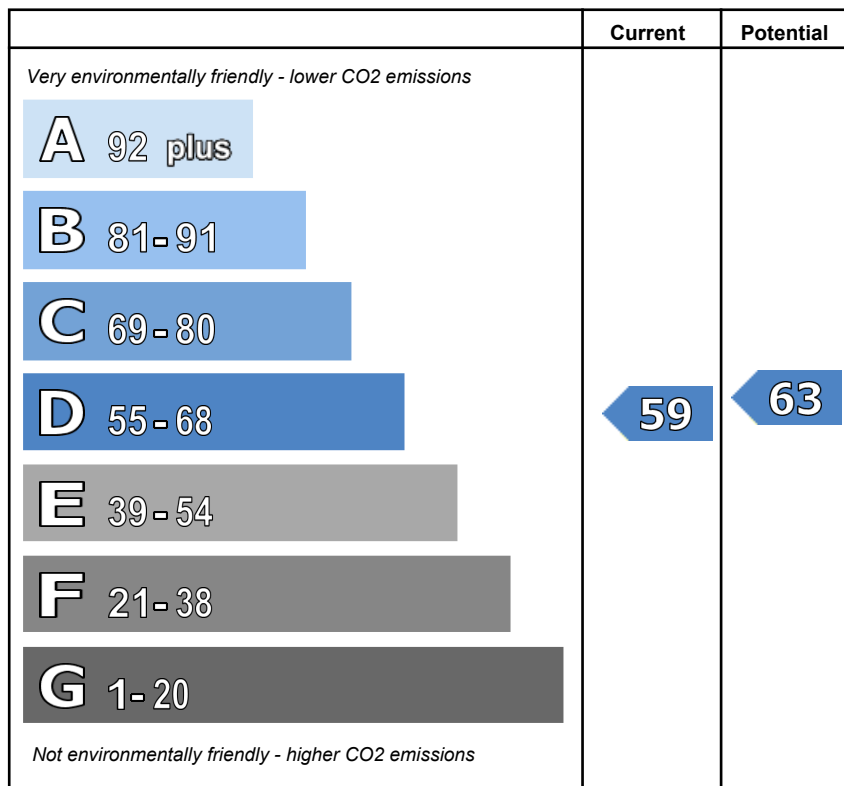 Current Potential
Very environmentally friendly - lower CO2 emissions
A 92 plus
B 81-91
C 69-80
D 55-68
59
63
E 39-54
F 21-38
G 1-20
Not environmentally friendly - higher CO2 emissions